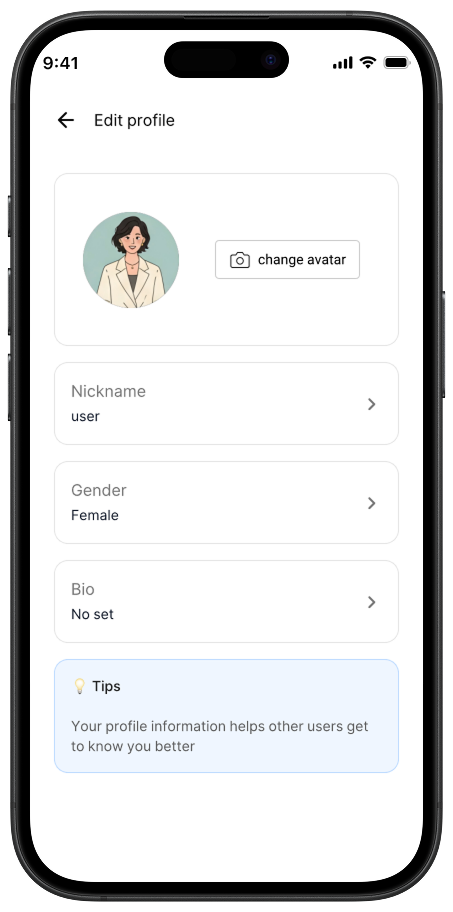 9:41
Edit profile
change avatar
Nickname
user
Gender
Female
Bio
No set
💡 Tips
Your profile information helps other users get
to know you better